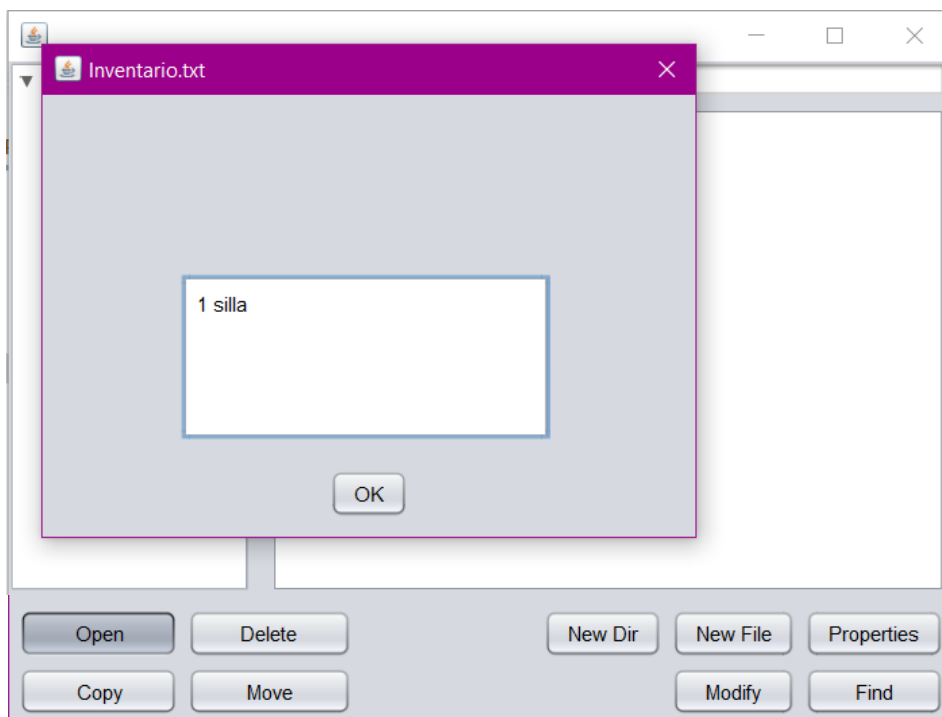 Inventario.txt
1 silla
OK
Open Delete New Dir New File Properties
Copy Move Modify Find